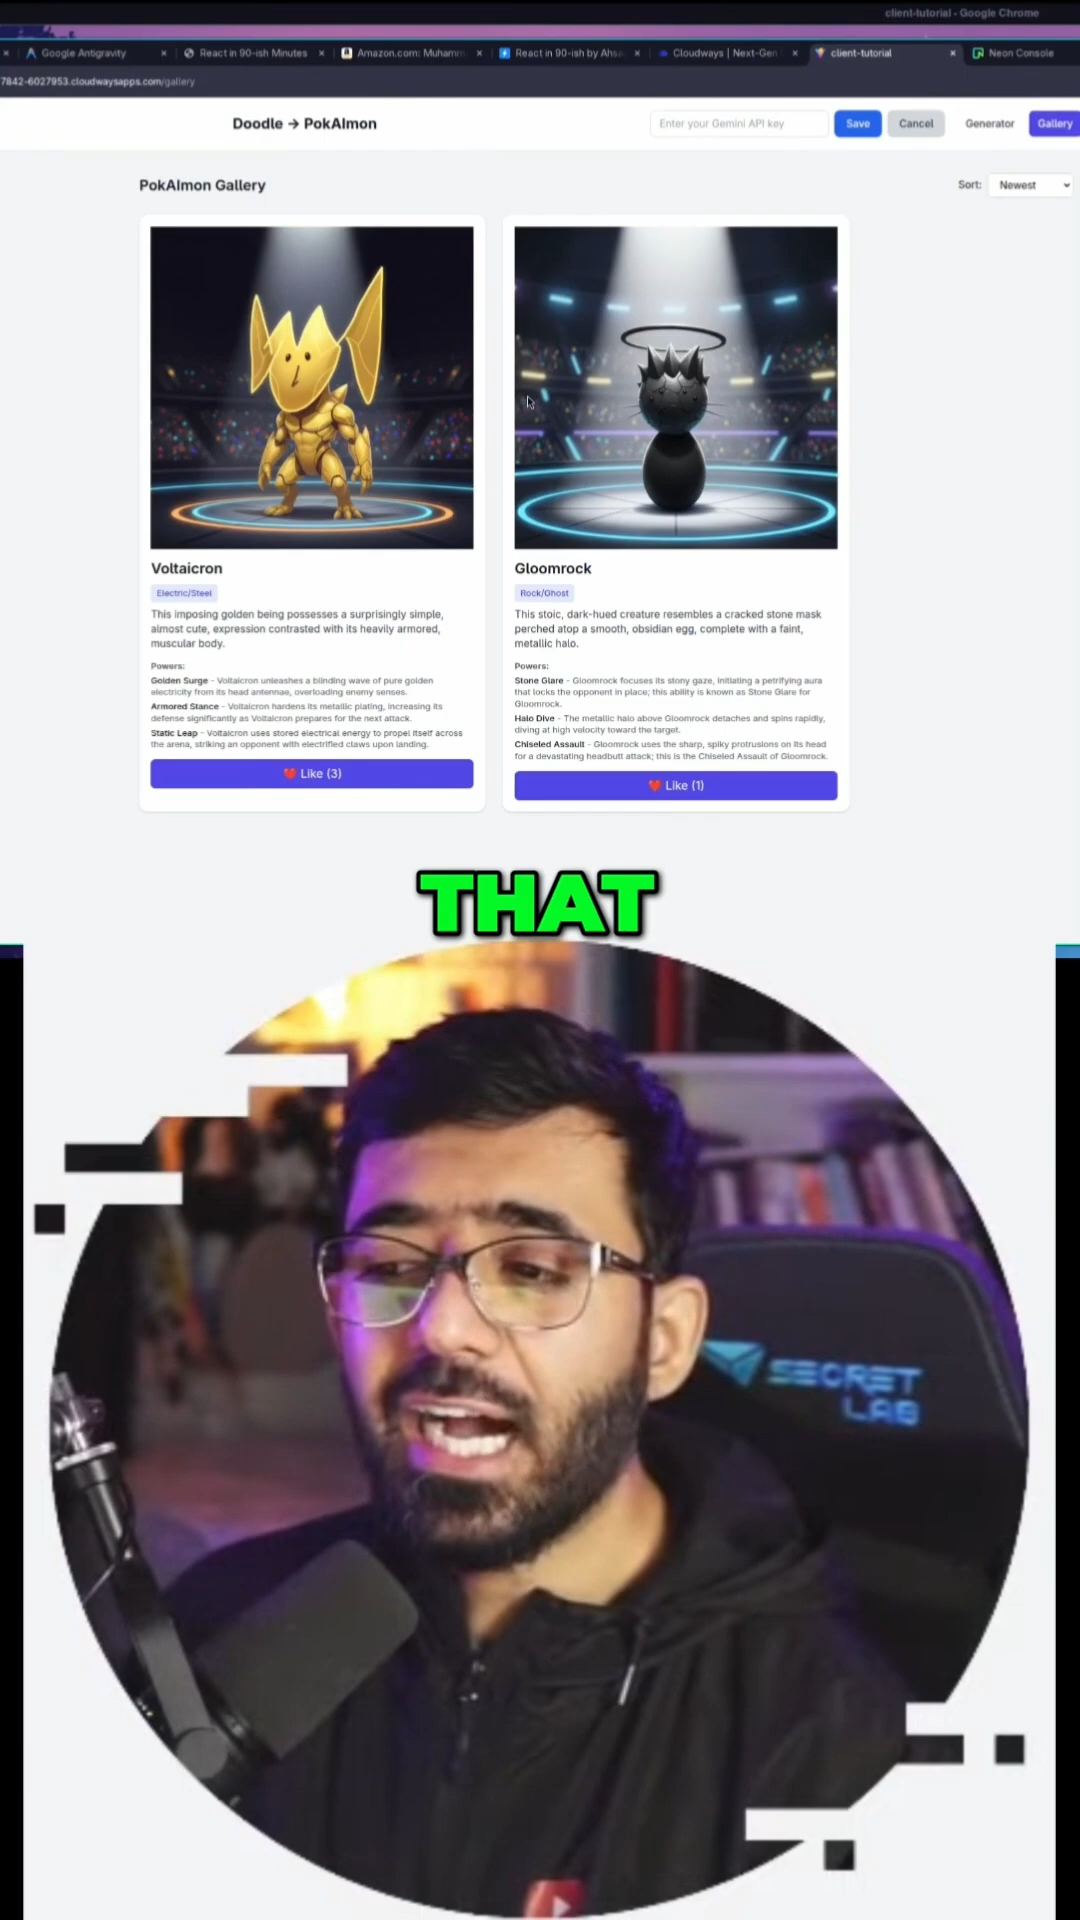 client-tutorial - Google Chrome
Google Antigravity
React in 90-ish Minutes
Amazon.com: Muhamm
React in 90-ish by Ahsa
Cloudways | Next-Gen
client-tutorial
Neon Console
7842-6027953.cloudwaysapps.com/gallery
Doodle → PokAImon
Enter your Gemini API key
Save
Cancel
Generator
Gallery
PokAImon Gallery
Sort:
Newest
Voltaicron
Electric/Steel
This imposing golden being possesses a surprisingly simple,
almost cute, expression contrasted with its heavily armored,
muscular body.
Powers:
Golden Surge - Voltaicron unleashes a blinding wave of pure golden
electricity from its head antennae, overloading enemy senses.
Armored Stance - Voltaicron hardens its metallic plating, increasing its
defense significantly as Voltaicron prepares for the next attack.
Static Leap - Voltaicron uses stored electrical energy to propel itself across
the arena, striking an opponent with electrified claws upon landing.
Like (3)
Gloomrock
Rock/Ghost
This stoic, dark-hued creature resembles a cracked stone mask
perched atop a smooth, obsidian egg, complete with a faint,
metallic halo.
Powers:
Stone Glare - Gloomrock focuses its stony gaze, initiating a petrifying aura
that locks the opponent in place; this ability is known as Stone Glare for
Gloomrock.
Halo Dive - The metallic halo above Gloomrock detaches and spins rapidly,
diving at high velocity toward the target.
Chiseled Assault - Gloomrock uses the sharp, spiky protrusions on its head
for a devastating headbutt attack; this is the Chiseled Assault of Gloomrock.
Like (1)
THAT
SECRET
LAB